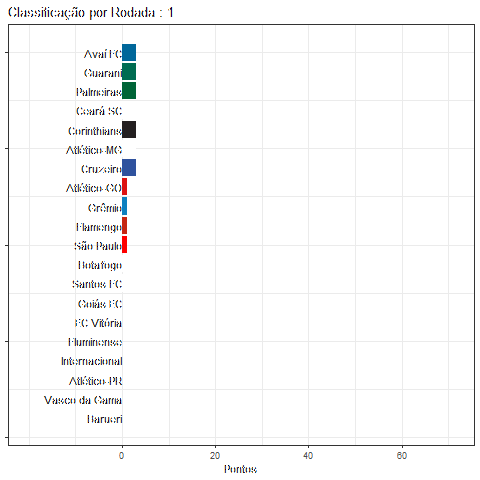 Classificação por Rodada : 1
Avaí FC
Guarani
Palmeiras
Ceará SC
Corinthians
Atlético-MG
Cruzeiro
Atlético-GO
Grêmio
Flamengo
São Paulo
Botafogo
Santos FC
Goiás EC
EC Vitória
Fluminense
Internacional
Atlético-PR
Vasco da Gama
Barueri
0 20 40 60
Pontos